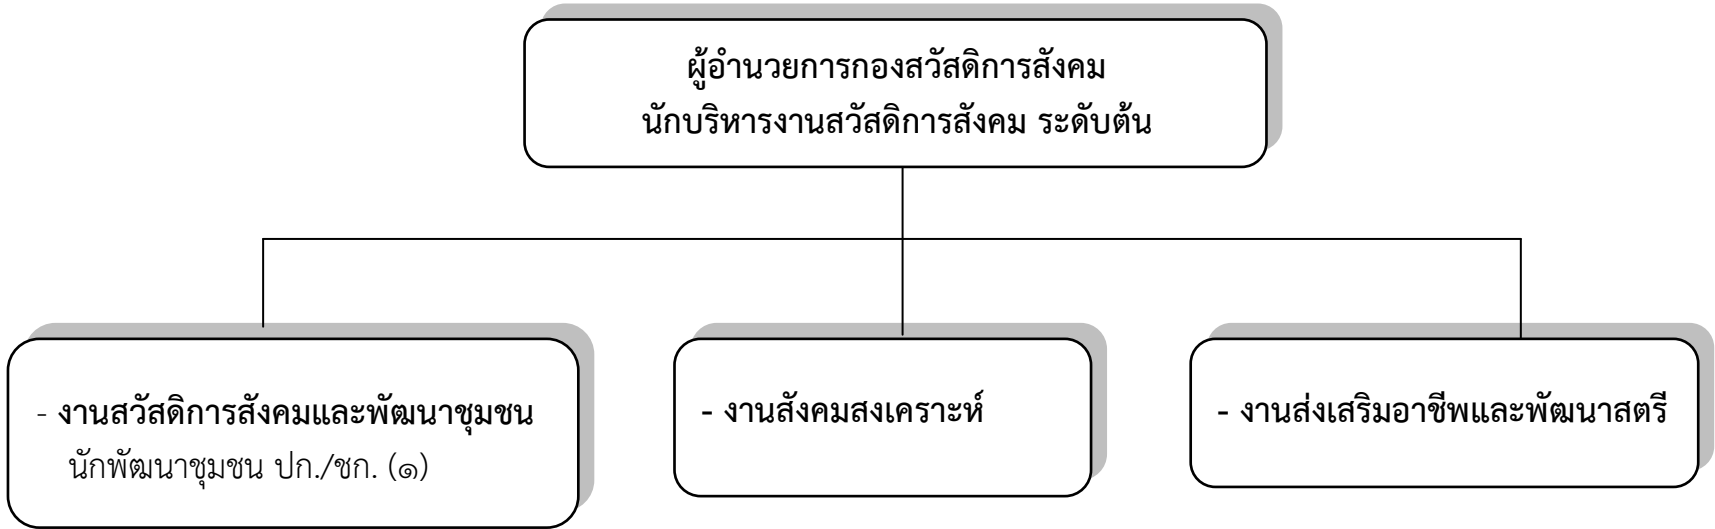 ผู้อำนวยการกองสวัสดิการสังคม
นักบริหารงานสวัสดิการสังคม ระดับต้น
- งานสวัสดิการสังคมและพัฒนาชุมชน
นักพัฒนาชุมชน ปก./ชก. (๑)
- งานสังคมสงเคราะห์
- งานส่งเสริมอาชีพและพัฒนาสตรี